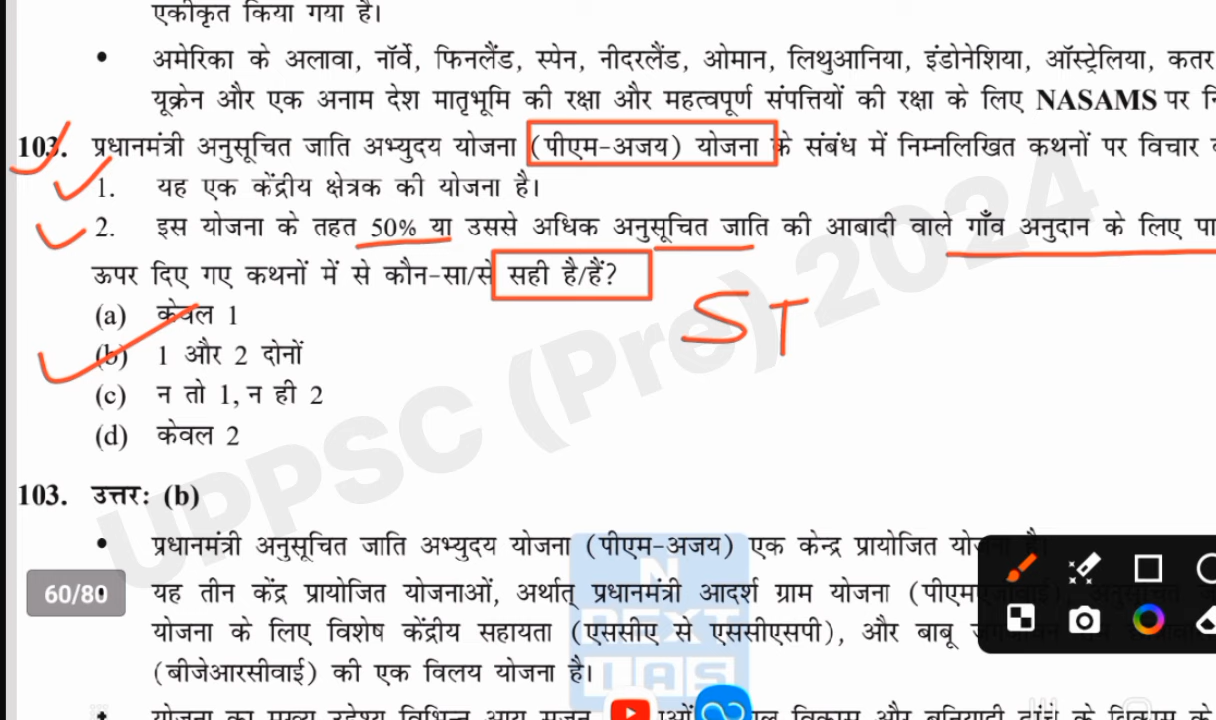 एकीकृत किया गया है।
• अमेरिका के अलावा, नॉर्वे, फिनलैंड, स्पेन, नीदरलैंड, ओमान, लिथुआनिया, इंडोनेशिया, ऑस्ट्रेलिया, कतर
यूक्रेन और एक अनाम देश मातृभूमि की रक्षा और महत्वपूर्ण संपत्तियों की रक्षा के लिए NASAMS पर
103. प्रधानमंत्री अनुसूचित जाति अभ्युदय योजना (पीएम-अजय) योजना के संबंध में निम्नलिखित कथनों पर विचार
1. यह एक केंद्रीय क्षेत्रक की योजना है।
2. इस योजना के तहत 50% या उससे अधिक अनुसूचित जाति की आबादी वाले गाँव अनुदान के लिए
ऊपर दिए गए कथनों में से कौन-सा/से सही है/हैं?
ST
(a) केवल 1
(b) 1 और 2 दोनों
(c) न तो 1, न ही 2
(d) केवल 2
UPPSC (Pre) 2024
103. उत्तर: (b)
• प्रधानमंत्री अनुसूचित जाति अभ्युदय योजना (पीएम-अजय) एक केन्द्र प्रायोजित
60/80
• यह तीन केंद्र प्रायोजित योजनाओं, अर्थात् प्रधानमंत्री आदर्श ग्राम योजना
योजना के लिए विशेष केंद्रीय सहायता (एससीए से एससीएसपी), और बाबू
(बीजेआरसीवाई) की एक विलय योजना है।
NEXT IAS